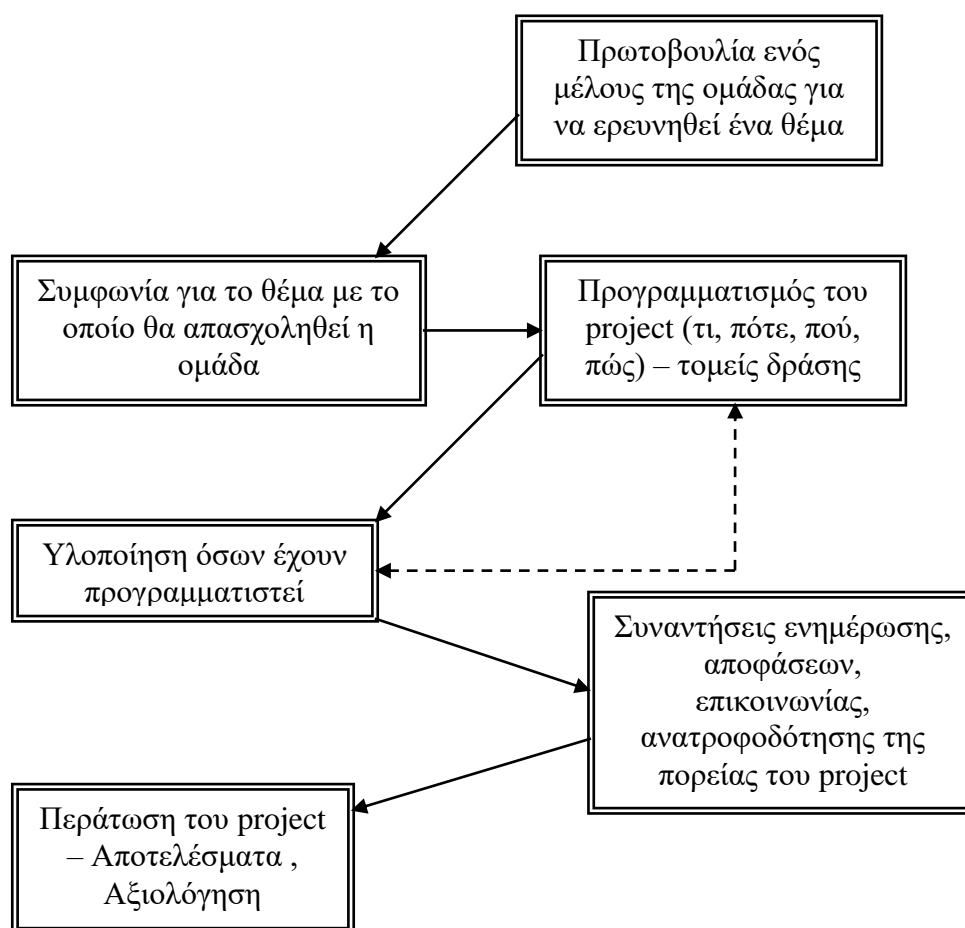 Πρωτοβουλία ενός
μέλους της ομάδας για
να ερευνηθεί ένα θέμα
Συμφωνία για το θέμα με το
οποίο θα απασχοληθεί η
ομάδα
Προγραμματισμός του
project (τι, πότε, πού,
πώς) – τομείς δράσης
Υλοποίηση όσων έχουν
προγραμματιστεί
Συναντήσεις ενημέρωσης,
αποφάσεων,
επικοινωνίας,
ανατροφοδότησης της
πορείας του project
Περάτωση του project
– Αποτελέσματα ,
Αξιολόγηση